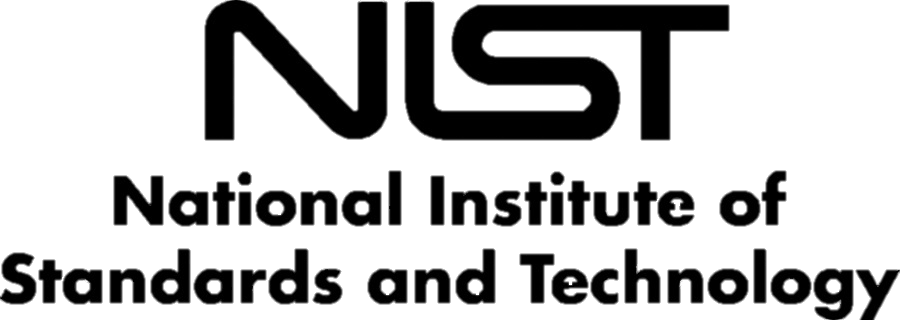 NIST
National Institute of
Standards and Technology